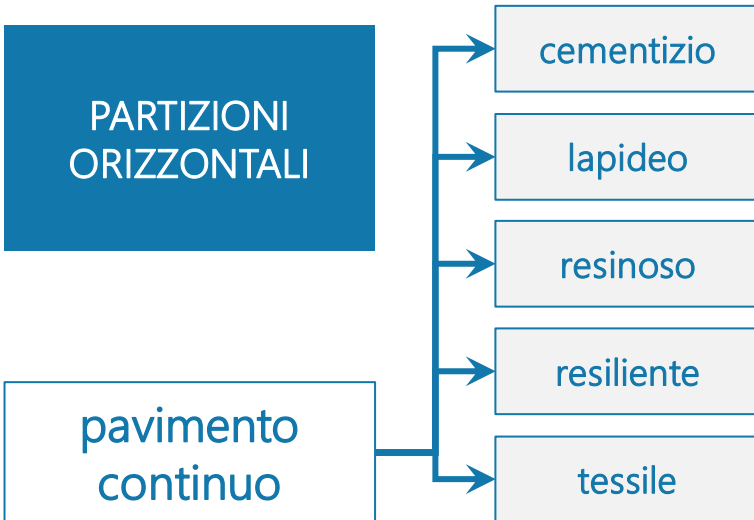 PARTIZIONI
ORIZZONTALI
pavimento
continuo
cementizio
lapideo
resinoso
resiliente
tessile